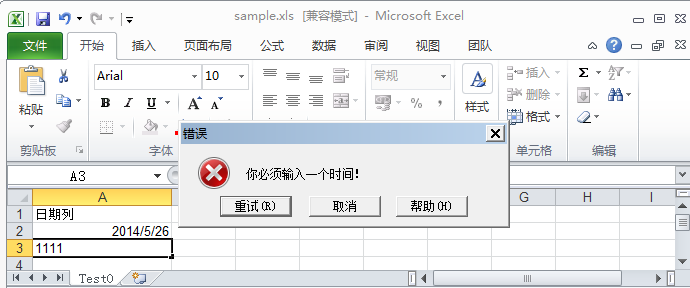 sample.xls [兼容模式] - Microsoft Excel
文件 开始 插入 页面布局 公式 数据 审阅 视图 团队
粘贴 Arial 10 常规 样式 插入
B I U A A % , 删除
格式
剪贴板 字体 单元格 编辑
错误
你必须输入一个时间!
重试(R) 取消 帮助(H)
A3
A G H I
1 日期列
2 2014/5/26
3 1111
4
Test0